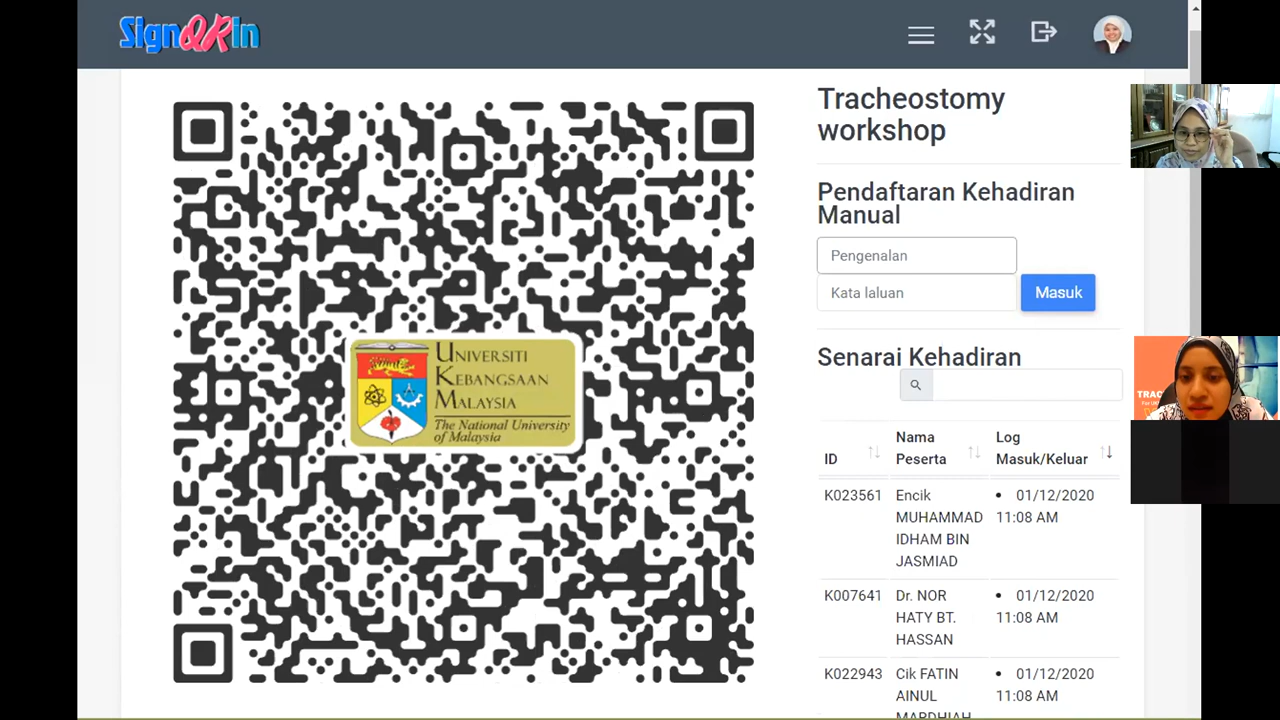 SignQRin
Tracheostomy
workshop
Pendaftaran Kehadiran
Manual
Pengenalan
Kata laluan
Masuk
Senarai Kehadiran
ID
Nama
Peserta
Log
Masuk/Keluar
K023561
Encik
MUHAMMAD
IDHAM BIN
JASMIAD
• 01/12/2020
11:08 AM
K007641
Dr. NOR
HATY BT.
HASSAN
• 01/12/2020
11:08 AM
K022943
Cik FATIN
AINUL
MARDHIAH
• 01/12/2020
11:08 AM
UNIVERSITI
KEBANGSAAN
MALAYSIA
The National University
of Malaysia